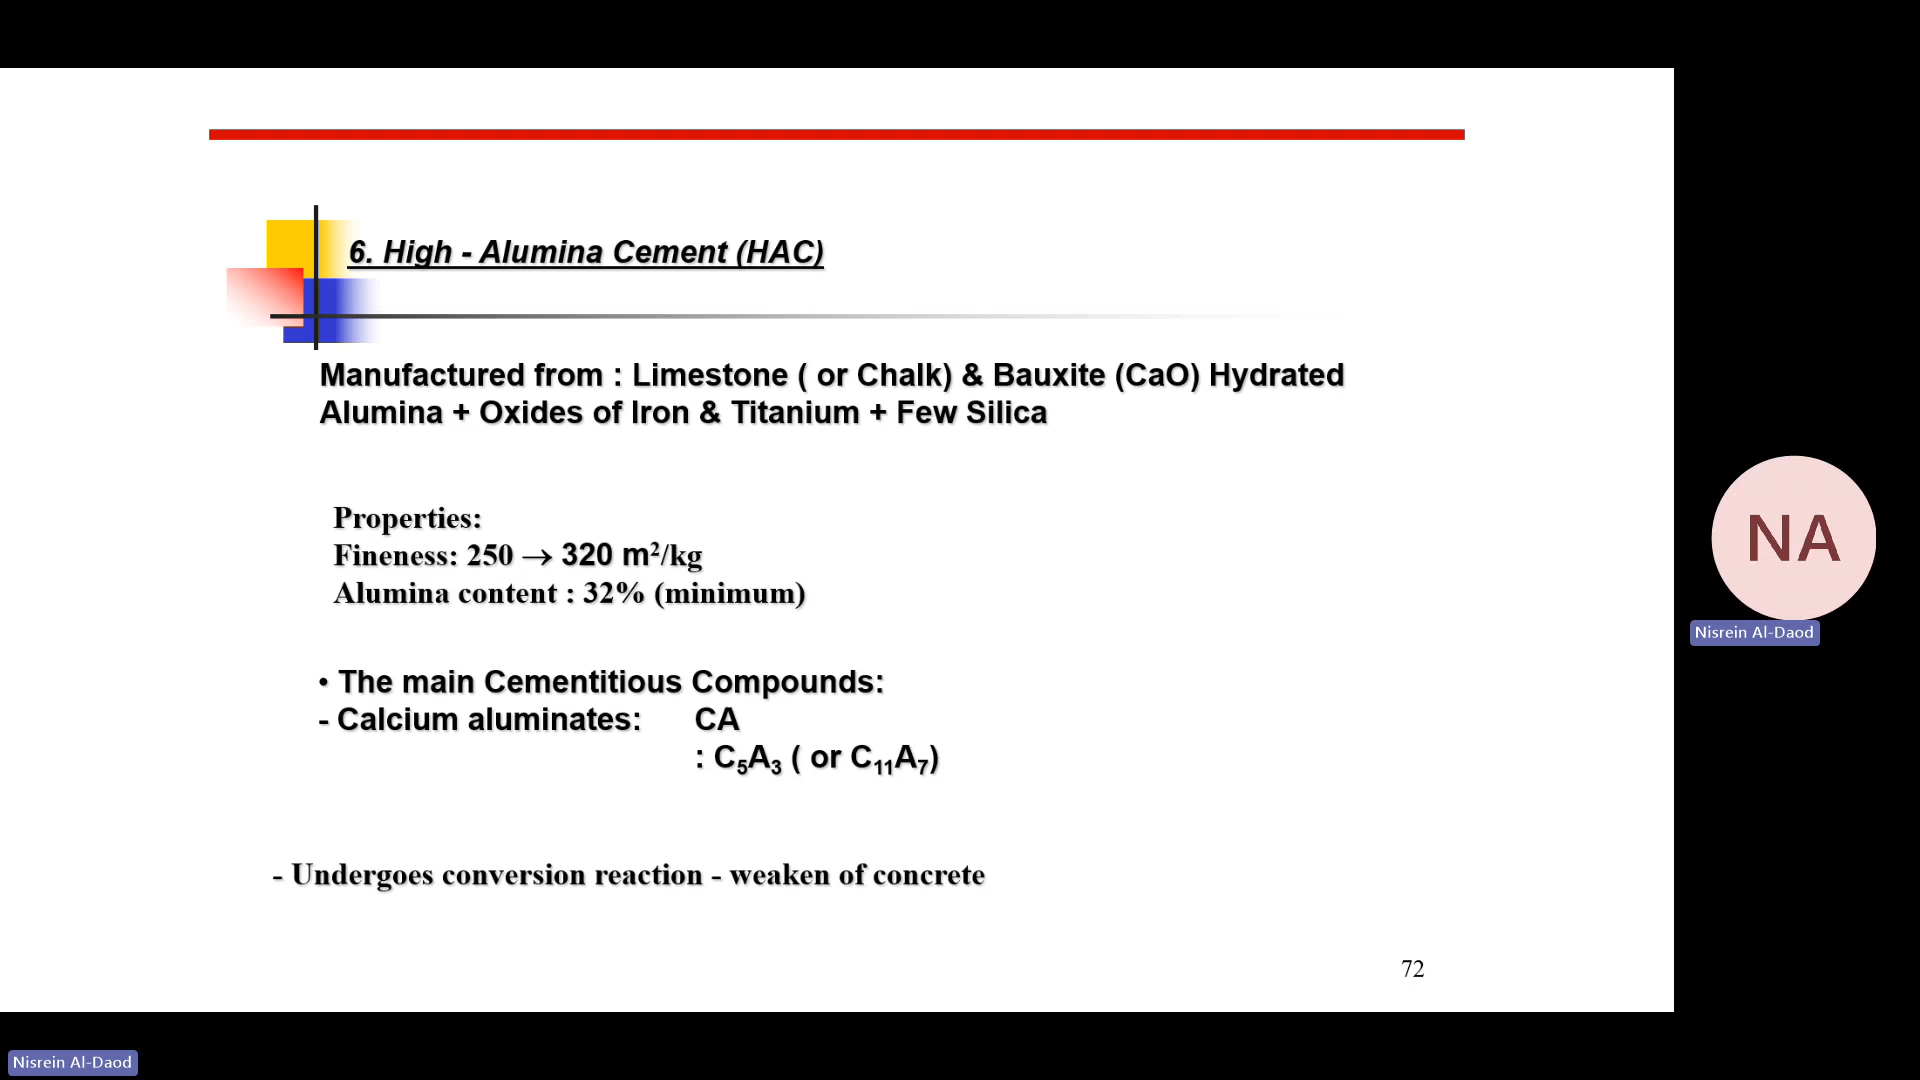 6. High - Alumina Cement (HAC)
Manufactured from : Limestone ( or Chalk) & Bauxite (CaO) Hydrated
Alumina + Oxides of Iron & Titanium + Few Silica
Properties:
Fineness: 250 → 320 m²/kg
Alumina content : 32% (minimum)
• The main Cementitious Compounds:
- Calcium aluminates: CA
: C₅A₃ ( or C₁₁A₇)
- Undergoes conversion reaction - weaken of concrete
72
NA
Nisrein Al-Daod
Nisrein Al-Daod